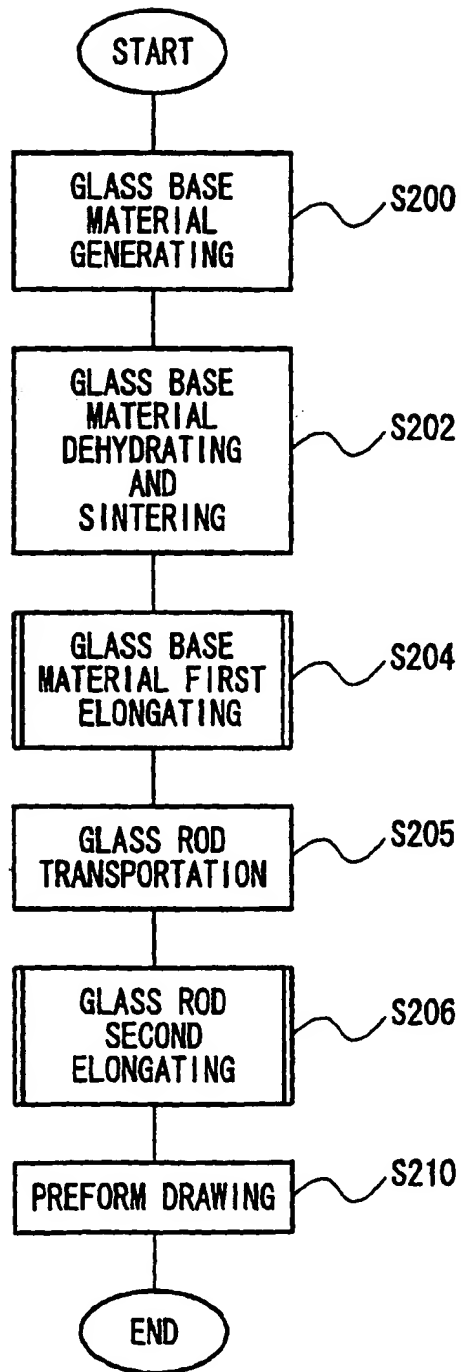 START
GLASS BASE
MATERIAL
GENERATING
S200
GLASS BASE
MATERIAL
DEHYDRATING
AND
SINTERING
S202
GLASS BASE
MATERIAL FIRST
ELONGATING
S204
GLASS ROD
TRANSPORTATION
S205
GLASS ROD
SECOND
ELONGATING
S206
PREFORM DRAWING
S210
END